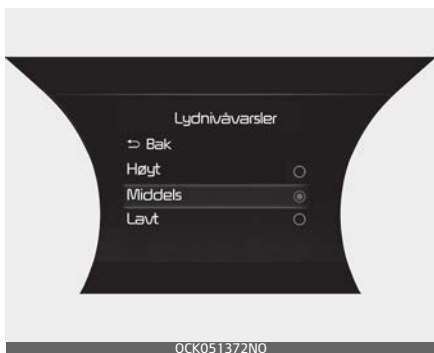 Lydnivåvarsler
⮌ Bak
Høyt
Middels
Lavt
OCK051372NO